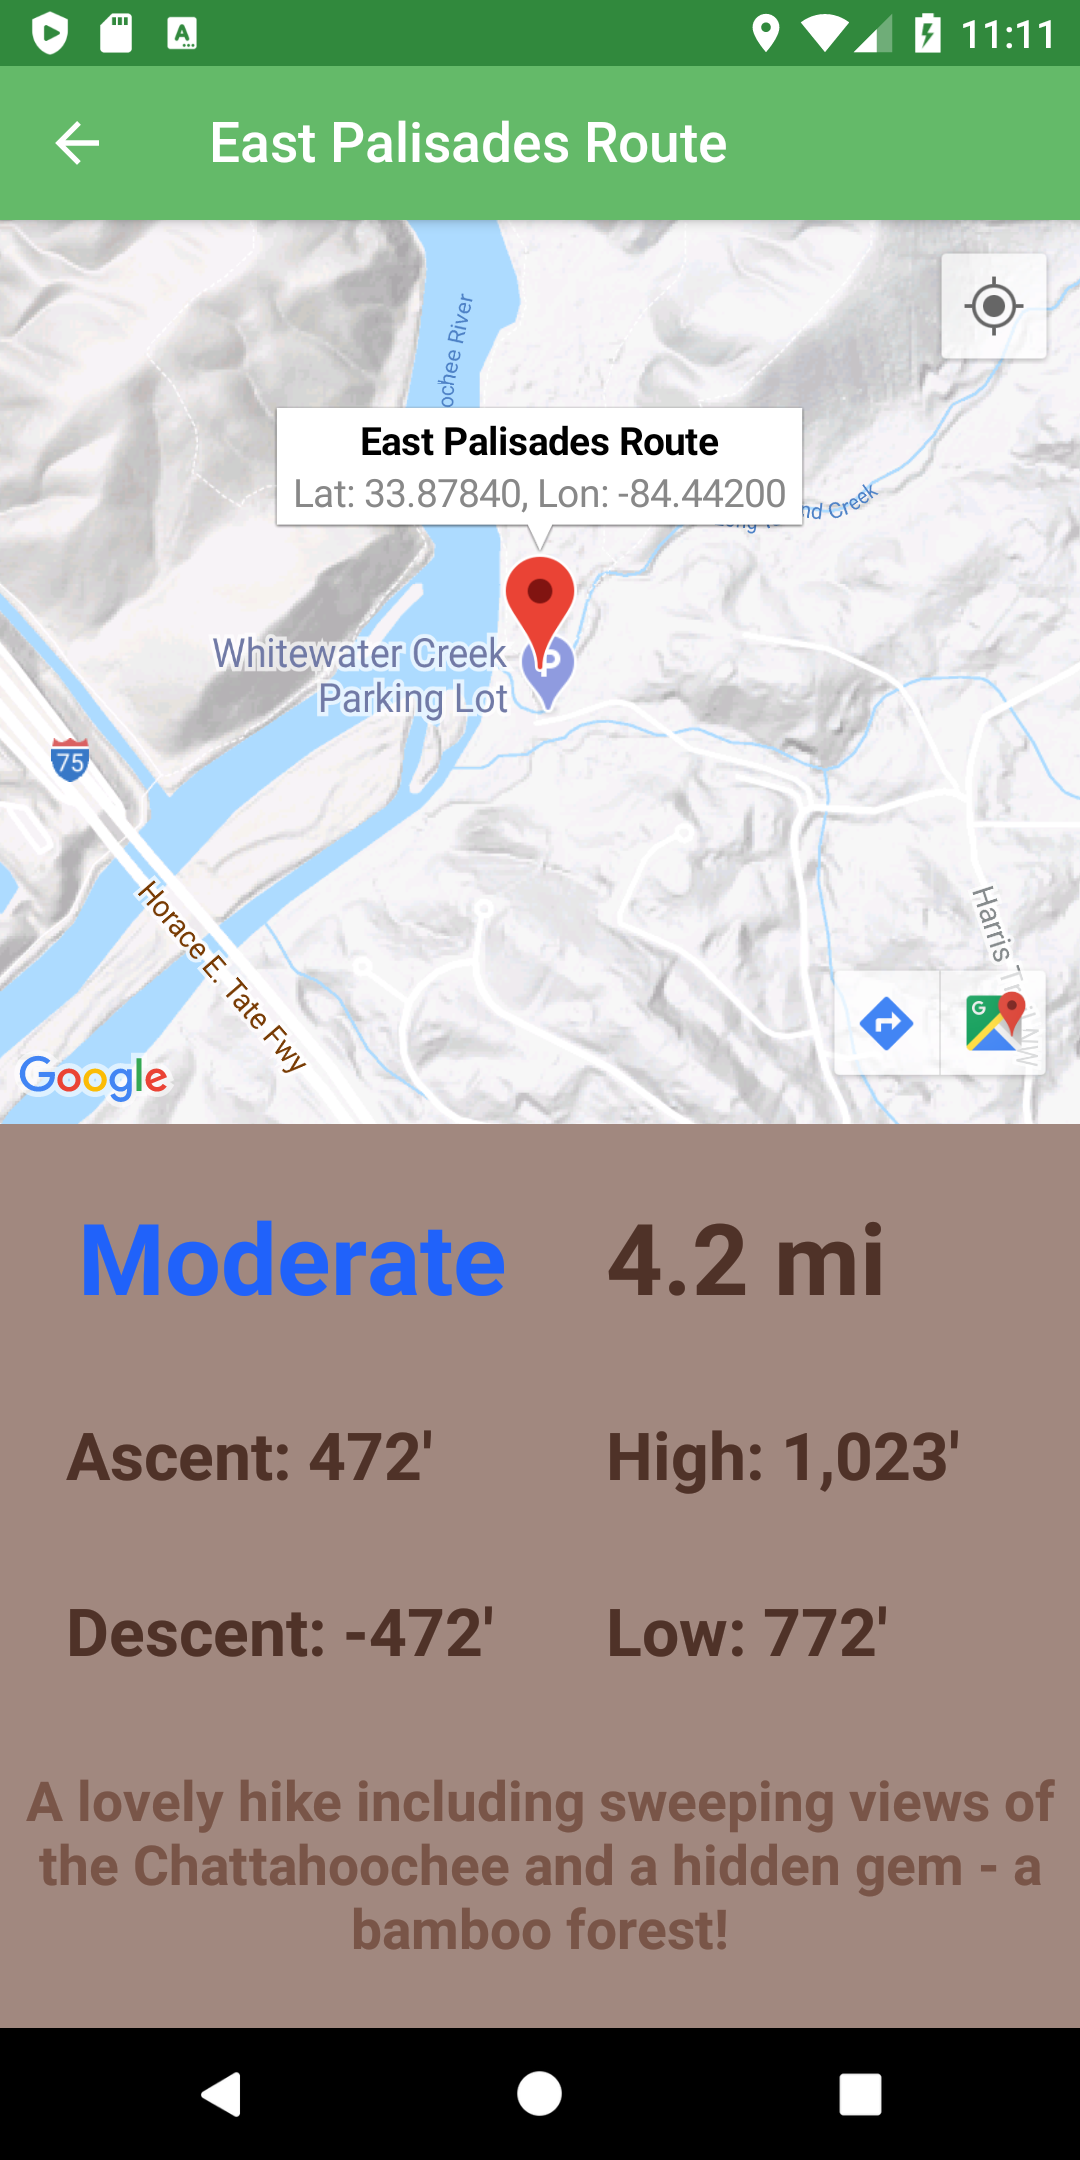 11:11
East Palisades Route
ochee River
East Palisades Route
Lat: 33.87840, Lon: -84.44200
nd Creek
Whitewater Creek
Parking Lot
P
75
Horace E. Tate Fwy
Harris
NW
G
Google
Moderate
4.2 mi
Ascent: 472'
High: 1,023'
Descent: -472'
Low: 772'
A lovely hike including sweeping views of
the Chattahoochee and a hidden gem - a
bamboo forest!